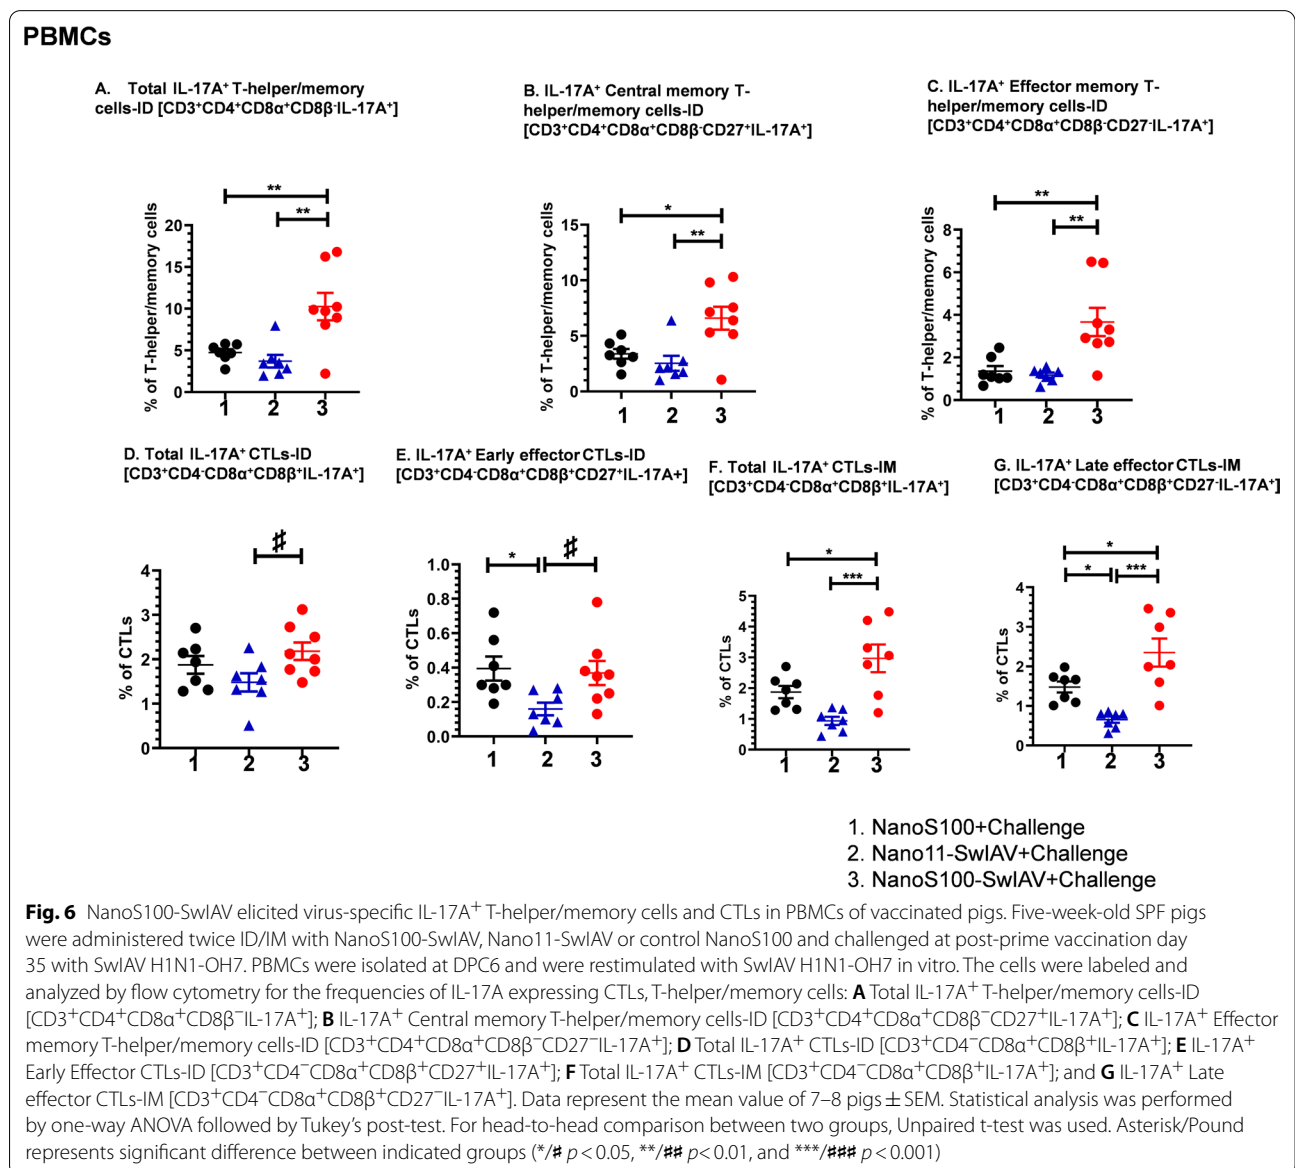 PBMCs
A. Total IL-17A⁺ T-helper/memory
cells-ID [CD3⁺CD4⁺CD8α⁺CD8β⁻IL-17A⁺]
B. IL-17A⁺ Central memory T-
helper/memory cells-ID
[CD3⁺CD4⁺CD8α⁺CD8β⁻CD27⁺IL-17A⁺]
C. IL-17A⁺ Effector memory T-
helper/memory cells-ID
[CD3⁺CD4⁺CD8α⁺CD8β⁻CD27⁻IL-17A⁺]
% of T-helper/memory cells
20
15
10
5
0
**
**
1 2 3
% of T-helper/memory cells
15
10
5
0
*
**
1 2 3
% of T-helper/memory cells
8
6
4
2
0
**
**
1 2 3
D. Total IL-17A⁺ CTLs-ID
[CD3⁺CD4⁻CD8α⁺CD8β⁺IL-17A⁺]
E. IL-17A⁺ Early effector CTLs-ID
[CD3⁺CD4⁻CD8α⁺CD8β⁺CD27⁺IL-17A+]
F. Total IL-17A⁺ CTLs-IM
[CD3⁺CD4⁻CD8α⁺CD8β⁺IL-17A⁺]
G. IL-17A⁺ Late effector CTLs-IM
[CD3⁺CD4⁻CD8α⁺CD8β⁺CD27⁻IL-17A⁺]
% of CTLs
4
3
2
1
0
#
1 2 3
% of CTLs
1.0
0.8
0.6
0.4
0.2
0.0
* #
1 2 3
% of CTLs
5
4
3
2
1
0
*
***
1 2 3
% of CTLs
4
3
2
1
0
*
* ***
1 2 3
1. NanoS100+Challenge
2. Nano11-SwIAV+Challenge
3. NanoS100-SwIAV+Challenge
Fig. 6 NanoS100-SwIAV elicited virus-specific IL-17A⁺ T-helper/memory cells and CTLs in PBMCs of vaccinated pigs. Five-week-old SPF pigs
were administered twice ID/IM with NanoS100-SwIAV, Nano11-SwIAV or control NanoS100 and challenged at post-prime vaccination day
35 with SwIAV H1N1-OH7. PBMCs were isolated at DPC6 and were restimulated with SwIAV H1N1-OH7 in vitro. The cells were labeled and
analyzed by flow cytometry for the frequencies of IL-17A expressing CTLs, T-helper/memory cells: A Total IL-17A⁺ T-helper/memory cells-ID
[CD3⁺CD4⁺CD8α⁺CD8β⁻IL-17A⁺]; B IL-17A⁺ Central memory T-helper/memory cells-ID [CD3⁺CD4⁺CD8α⁺CD8β⁻CD27⁺IL-17A⁺]; C IL-17A⁺ Effector
memory T-helper/memory cells-ID [CD3⁺CD4⁺CD8α⁺CD8β⁻CD27⁻IL-17A⁺]; D Total IL-17A⁺ CTLs-ID [CD3⁺CD4⁻CD8α⁺CD8β⁺IL-17A⁺]; E IL-17A⁺
Early Effector CTLs-ID [CD3⁺CD4⁻CD8α⁺CD8β⁺CD27⁺IL-17A⁺]; F Total IL-17A⁺ CTLs-IM [CD3⁺CD4⁻CD8α⁺CD8β⁺IL-17A⁺]; and G IL-17A⁺ Late
effector CTLs-IM [CD3⁺CD4⁻CD8α⁺CD8β⁺CD27⁻IL-17A⁺]. Data represent the mean value of 7–8 pigs ± SEM. Statistical analysis was performed
by one-way ANOVA followed by Tukey's post-test. For head-to-head comparison between two groups, Unpaired t-test was used. Asterisk/Pound
represents significant difference between indicated groups (*/# p < 0.05, **/## p < 0.01, and ***/### p < 0.001)